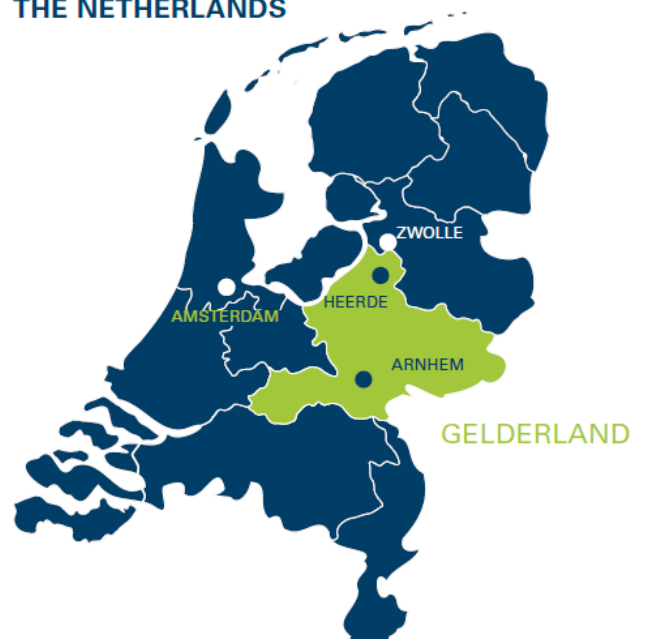 THE NETHERLANDS
ZWOLLE
HEERDE
AMSTERDAM
ARNHEM
GELDERLAND